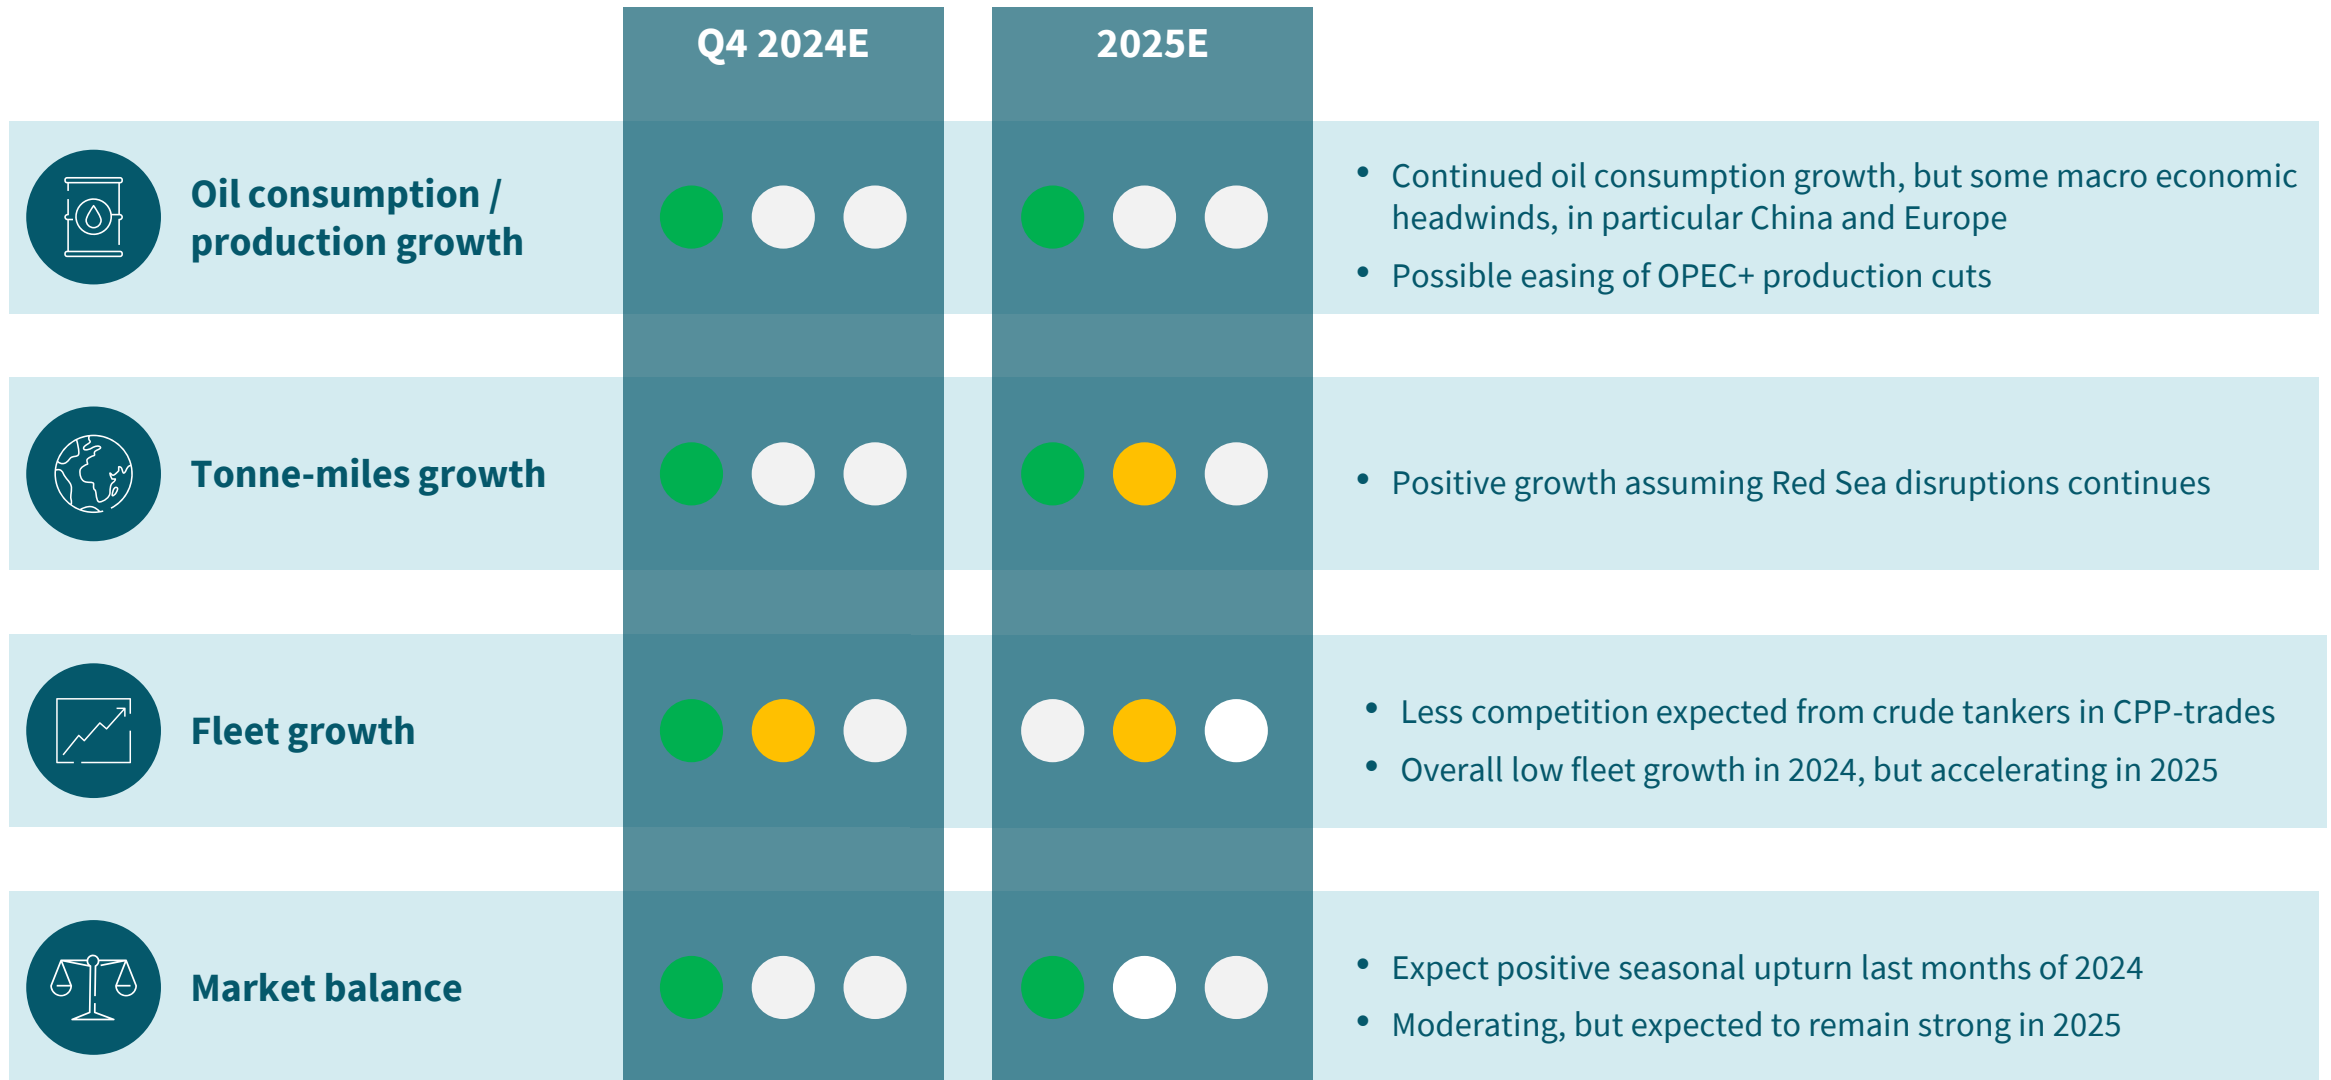 Q4 2024E
2025E
Oil consumption /
production growth
• Continued oil consumption growth, but some macro economic
headwinds, in particular China and Europe
• Possible easing of OPEC+ production cuts
Tonne-miles growth
• Positive growth assuming Red Sea disruptions continues
Fleet growth
• Less competition expected from crude tankers in CPP-trades
• Overall low fleet growth in 2024, but accelerating in 2025
Market balance
• Expect positive seasonal upturn last months of 2024
• Moderating, but expected to remain strong in 2025